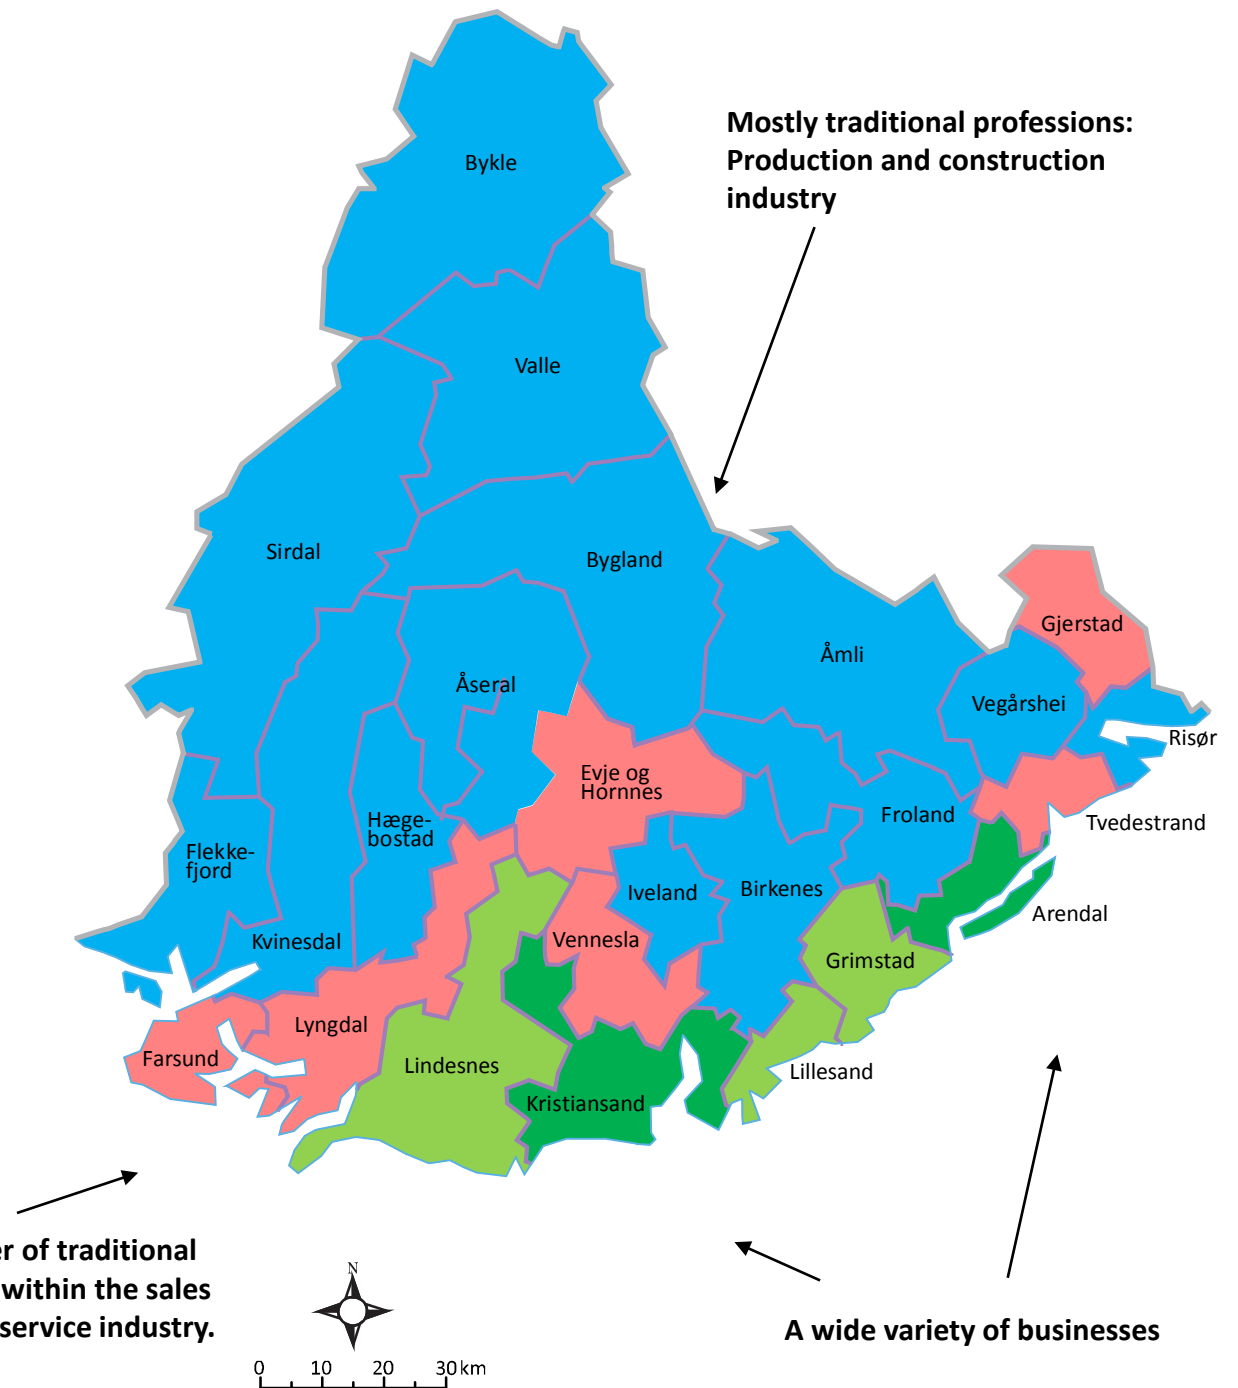 Mostly traditional professions:
Production and construction
industry
Bykle
Valle
Sirdal
Bygland
Gjerstad
Åmli
Åseral
Vegårshei
Risør
Evje og
Hornnes
Hæge-
bostad
Froland
Tvedestrand
Flekke-
fjord
Iveland
Birkenes
Arendal
Kvinesdal
Vennesla
Grimstad
Lyngdal
Farsund
Lindesnes
Lillesand
Kristiansand
of traditional
within the sales
service industry.
N
A wide variety of businesses
0 10 20 30 km